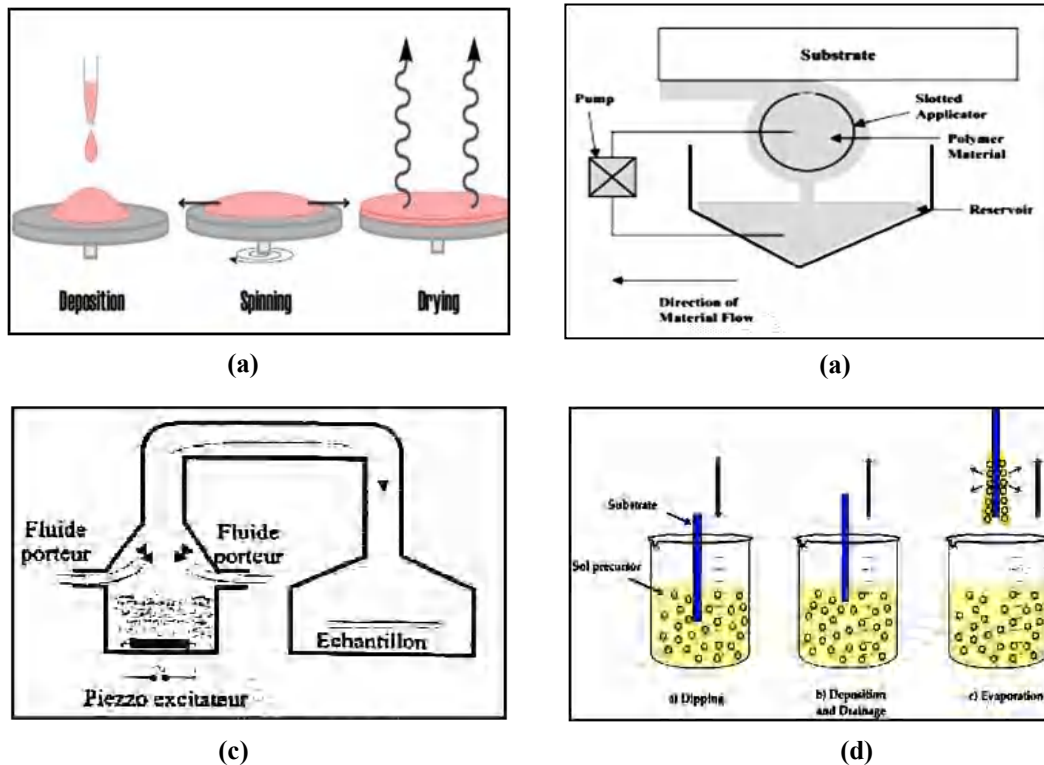 Deposition
Spinning
Drying
(a)
Substrate
Pump
Slotted
Applicator
Polymer
Material
Reservoir
Direction of
Material Flow
(a)
Fluide
porteur
Fluide
porteur
Echantillon
Piezzo excitateur
(c)
Substrate
Sol precursor
a) Dipping
b) Deposition
and Drainage
c) Evaporation
(d)